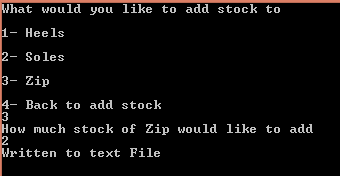 What would you like to add stock to
1- Heels
2- Soles
3- Zip
4- Back to add stock
3
How much stock of Zip would like to add
2
Written to text File